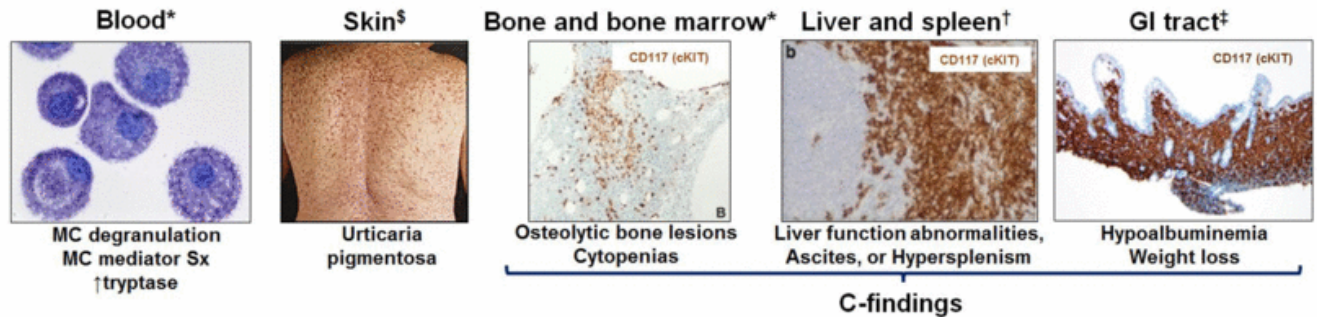 Blood*
Skin$
Bone and bone marrow*
Liver and spleen†
GI tract‡
CD117 (cKIT)
B
b
CD117 (cKIT)
CD117 (cKIT)
MC degranulation
MC mediator Sx
↑tryptase
Urticaria
pigmentosa
Osteolytic bone lesions
Cytopenias
Liver function abnormalities,
Ascites, or Hypersplenism
Hypoalbuminemia
Weight loss
C-findings